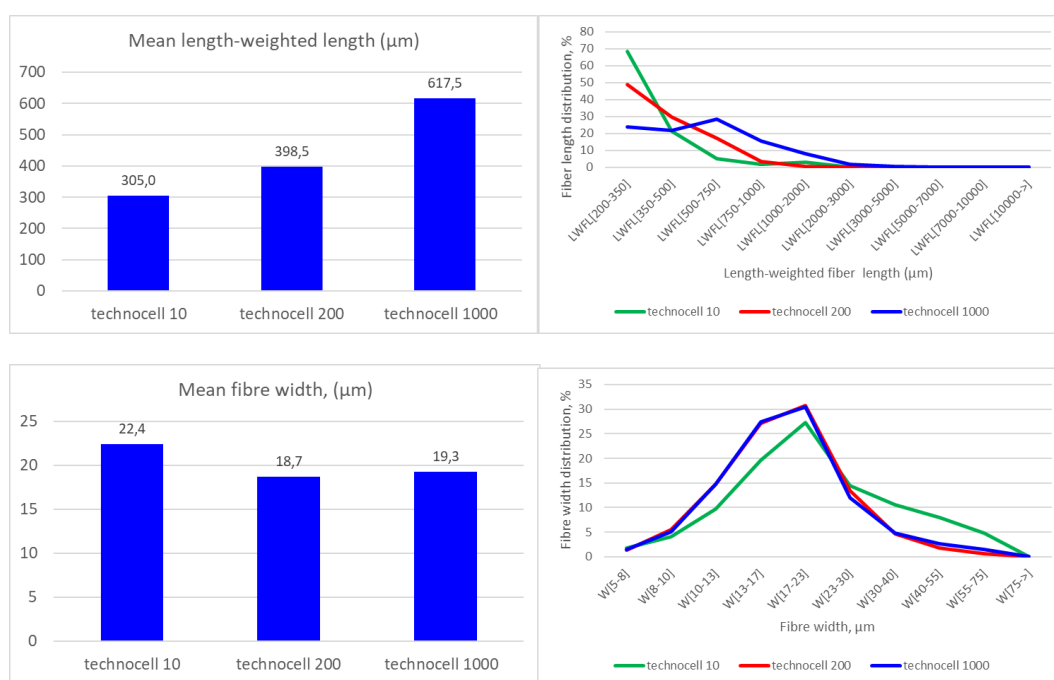 Mean length-weighted length (µm)
700
600
500
400
300
200
100
0
305,0
398,5
617,5
technocell 10
technocell 200
technocell 1000
Fiber length distribution, %
80
70
60
50
40
30
20
10
0
LWFL[200-350]
LWFL[350-500]
LWFL[500-750]
LWFL[750-1000]
LWFL[1000-2000]
LWFL[2000-3000]
LWFL[3000-5000]
LWFL[5000-7000]
LWFL[7000-10000]
LWFL[10000->]
Length-weighted fiber length (µm)
technocell 10
technocell 200
technocell 1000
Mean fibre width, (µm)
25
20
15
10
5
0
22,4
18,7
19,3
technocell 10
technocell 200
technocell 1000
Fibre width distribution, %
35
30
25
20
15
10
5
0
W[5-8]
W[8-10]
W[10-13]
W[13-17]
W[17-23]
W[23-30]
W[30-40]
W[40-55]
W[55-75]
W[75->]
Fibre width, µm
technocell 10
technocell 200
technocell 1000